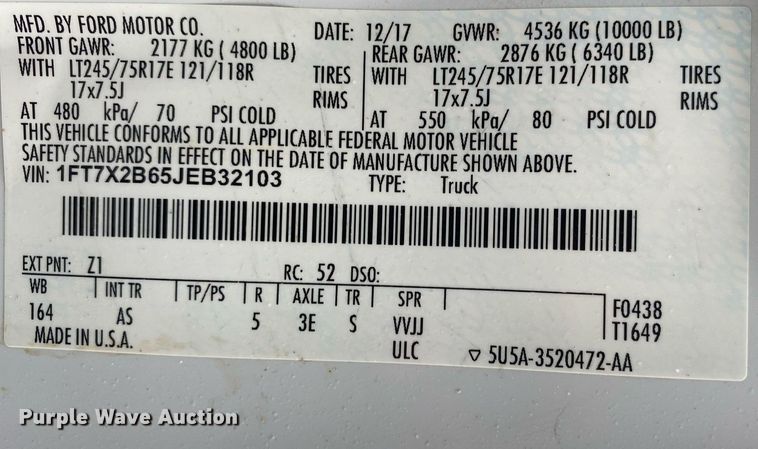 MFD. BY FORD MOTOR CO. DATE: 12/17 GVWR: 4536 KG (10000 LB)
FRONT GAWR: 2177 KG ( 4800 LB) REAR GAWR: 2876 KG ( 6340 LB)
WITH LT245/75R17E 121/118R TIRES WITH LT245/75R17E 121/118R TIRES
17x7.5J RIMS 17x7.5J RIMS
AT 480 kPa/ 70 PSI COLD AT 550 kPa/ 80 PSI COLD
THIS VEHICLE CONFORMS TO ALL APPLICABLE FEDERAL MOTOR VEHICLE
SAFETY STANDARDS IN EFFECT ON THE DATE OF MANUFACTURE SHOWN ABOVE.
VIN: 1FT7X2B65JEB32103 TYPE: Truck
EXT PNT: Z1 RC: 52 DSO:
WB INT TR TP/PS R AXLE TR SPR F0438
164 AS 5 3E S VVJJ T1649
MADE IN U.S.A. ULC ▽ 5U5A-3520472-AA
Purple Wave Auction